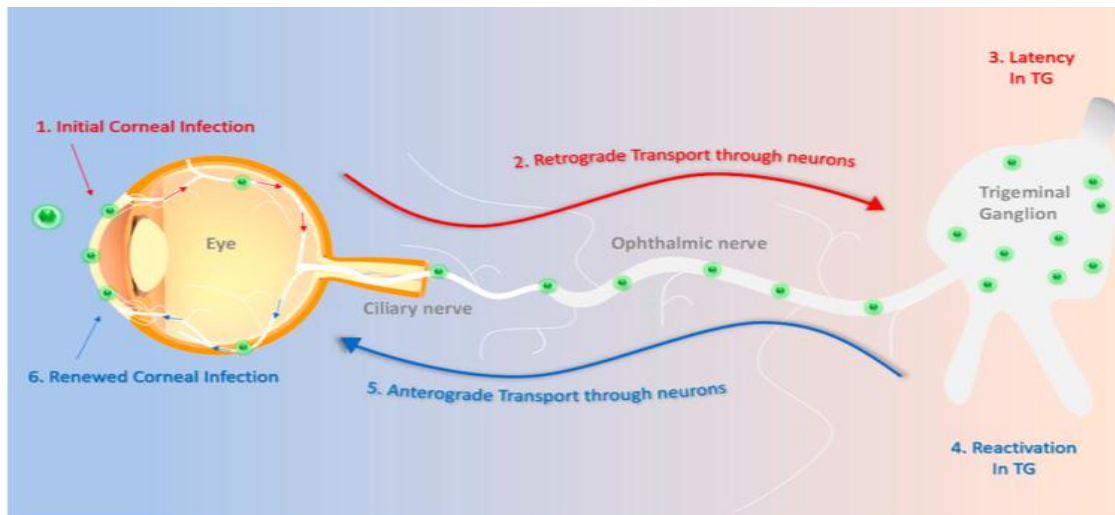 3. Latency
In TG
1. Initial Corneal Infection
2. Retrograde Transport through neurons
Trigeminal
Ganglion
Eye
Ophthalmic nerve
Ciliary nerve
6. Renewed Corneal Infection
5. Anterograde Transport through neurons
4. Reactivation
In TG